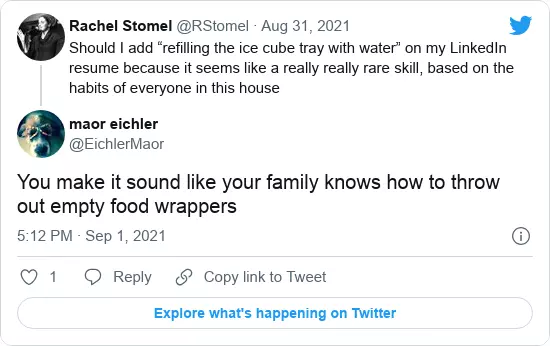 Rachel Stomel @RStomel · Aug 31, 2021
Should I add “refilling the ice cube tray with water” on my LinkedIn
resume because it seems like a really really rare skill, based on the
habits of everyone in this house
maor eichler
@EichlerMaor
You make it sound like your family knows how to throw
out empty food wrappers
5:12 PM · Sep 1, 2021
1 Reply Copy link to Tweet
Explore what's happening on Twitter